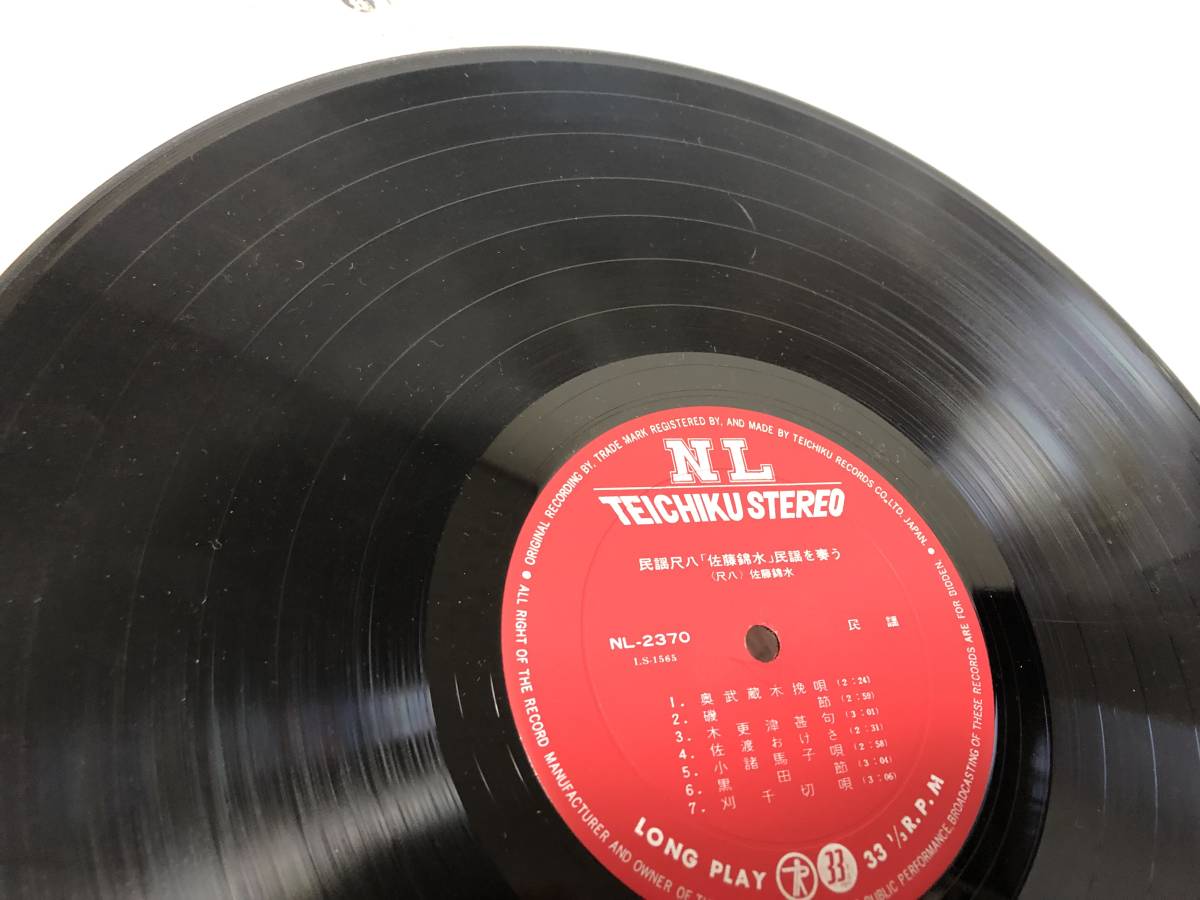 ● ORIGINAL RECORDING BY, TRADE MARK REGISTERED BY, AND MADE BY TEICHIKU RECORDS CO., LTD. JAPAN. ●
NL
TEICHIKU STEREO
民謡尺八「佐藤錦水」民謡を奏う
(尺八) 佐藤錦水
NL-2370
民謡
LS-1565
1. 奥武蔵木挽唄 (2:24)
2. 磯節 (2:59)
3. 木更津甚句 (3:01)
4. 佐渡おけさ (2:31)
5. 小諸馬子唄 (2:58)
6. 黒田節 (3:04)
7. 刈干切唄 (3:06)
LONG PLAY 33 33 1/3 R.P.M
● ALL RIGHT OF THE RECORD MANUFACTURER AND OWNER OF PUBLIC PERFORMANCE, BROADCASTING OF THESE RECORDS ARE FOR BIDDEN.